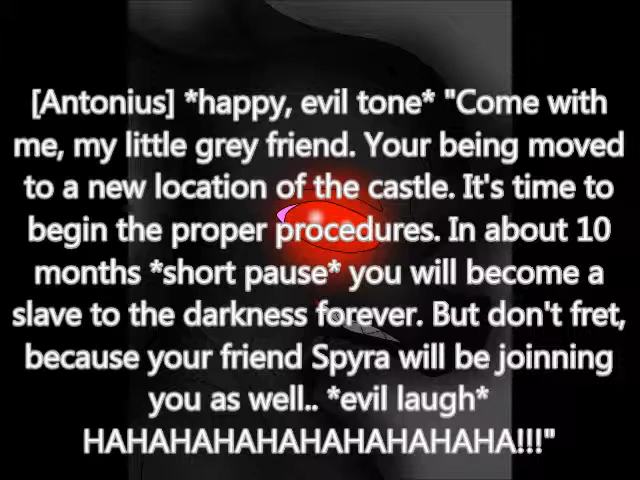 [Antonius] *happy, evil tone* "Come with
me, my little grey friend. Your being moved
to a new location of the castle. It's time to
begin the proper procedures. In about 10
months *short pause* you will become a
slave to the darkness forever. But don't fret,
because your friend Spyra will be joinning
you as well.. *evil laugh*
HAHAHAHAHAHAHAHAHAHA!!!"